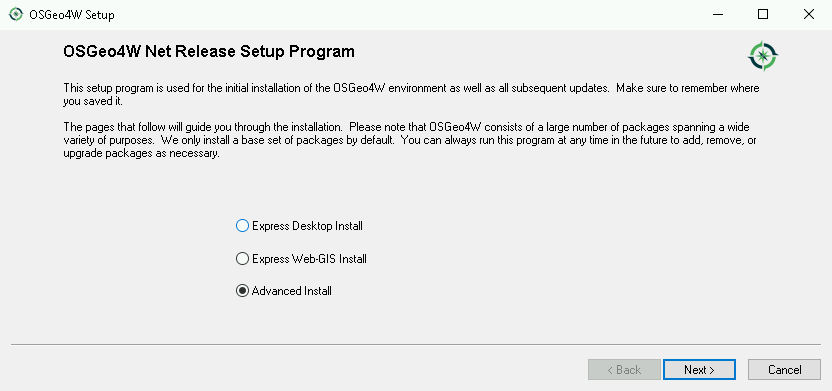 OSGeo4W Setup
OSGeo4W Net Release Setup Program
This setup program is used for the initial installation of the OSGeo4W environment as well as all subsequent updates.  Make sure to remember where
you saved it.
The pages that follow will guide you through the installation.  Please note that OSGeo4W consists of a large number of packages spanning a wide
variety of purposes.  We only install a base set of packages by default.  You can always run this program at any time in the future to add, remove, or
upgrade packages as necessary.
Express Desktop Install
Express Web-GIS Install
Advanced Install
< Back Next > Cancel